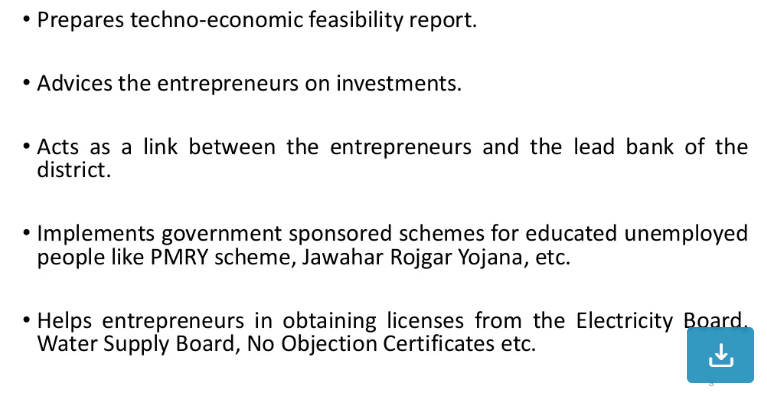 • Prepares techno-economic feasibility report.
• Advices the entrepreneurs on investments.
• Acts as a link between the entrepreneurs and the lead bank of the
district.
• Implements government sponsored schemes for educated unemployed
people like PMRY scheme, Jawahar Rojgar Yojana, etc.
• Helps entrepreneurs in obtaining licenses from the Electricity Board,
Water Supply Board, No Objection Certificates etc.